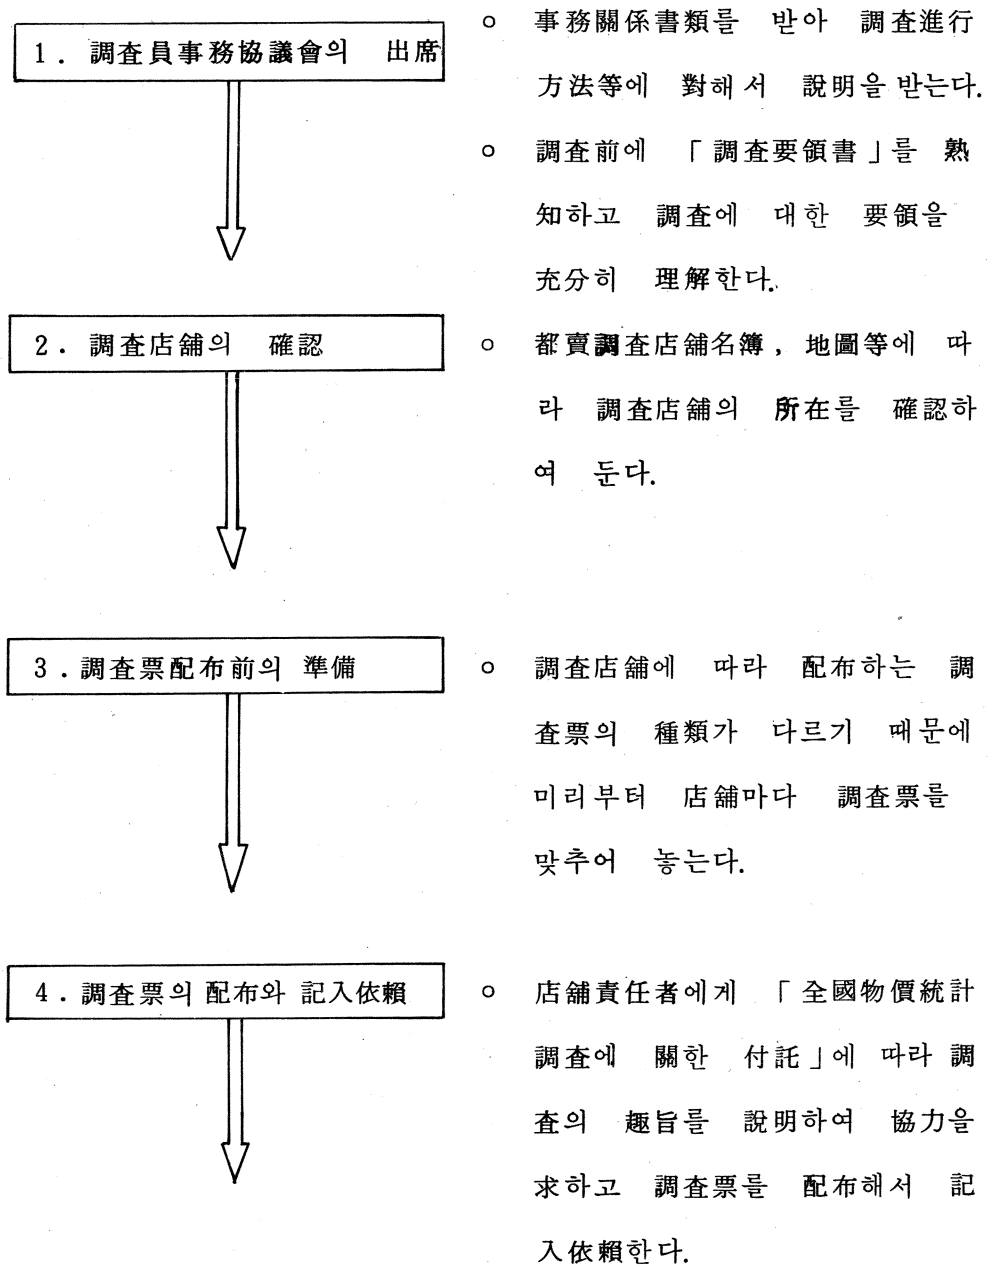 1. 調査員事務協議會의 出席
o 事務關係書類를 받아 調査進行
方法等에 對해서 說明을 받는다.
o 調査前에 「調査要領書」를 熟
知하고 調査에 대한 要領을
充分히 理解한다.
2. 調査店舖의 確認
o 都賣調査店舖名簿, 地圖等에 따
라 調査店舖의 所在를 確認하
여 둔다.
3. 調査票配布前의 準備
o 調査店舖에 따라 配布하는 調
査票의 種類가 다르기 때문에
미리부터 店舖마다 調査票를
맞추어 놓는다.
4. 調査票의 配布와 記入依賴
o 店舖責任者에게 「全國物價統計
調査에 關한 付託」에 따라 調
査의 趣旨를 說明하여 協力을
求하고 調査票를 配布해서 記
入依賴한다.